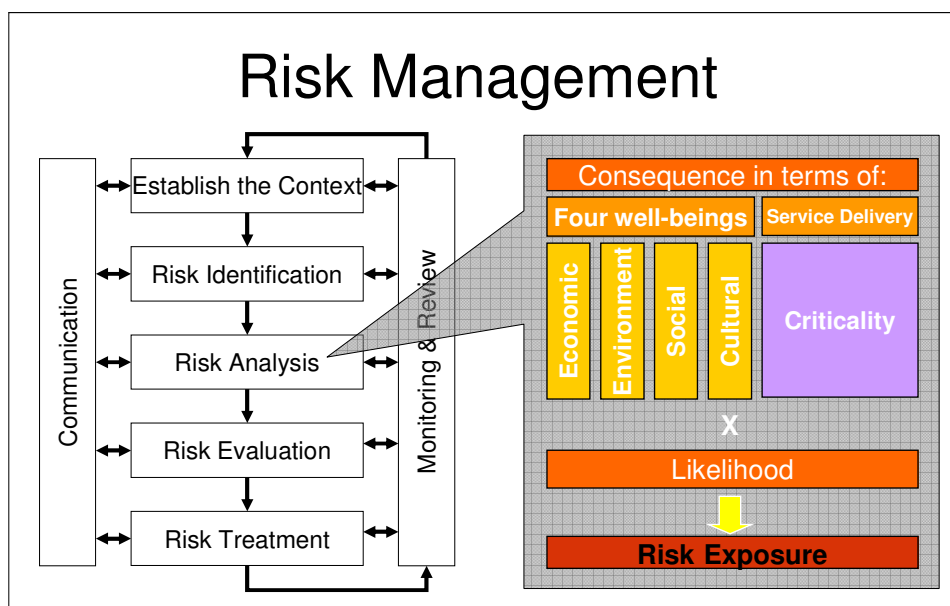 Risk Management
Communication
Establish the Context
Risk Identification
Risk Analysis
Risk Evaluation
Risk Treatment
Monitoring & Review
Consequence in terms of:
Four well-beings
Service Delivery
Economic
Environment
Social
Cultural
Criticality
X
Likelihood
Risk Exposure